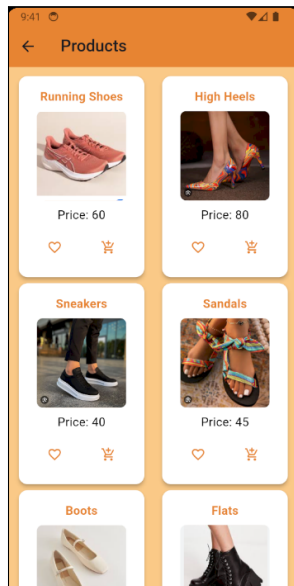 9:41
Products
Running Shoes
High Heels
Price: 60
Price: 80
Sneakers
Sandals
Price: 40
Price: 45
Boots
Flats